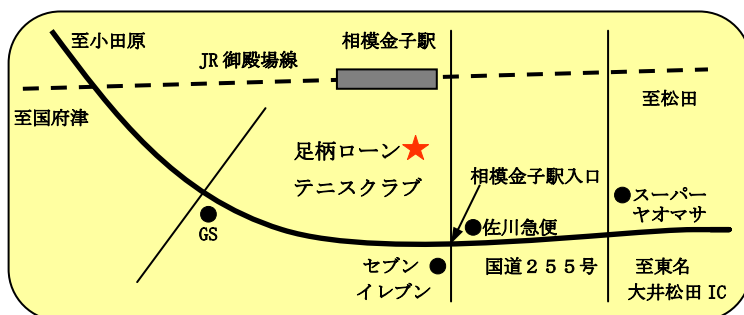 至小田原
相模金子駅
JR 御殿場線
至国府津
至松田
足柄ローン
テニスクラブ
相模金子駅入口
スーパー
ヤオマサ
佐川急便
GS
セブン
イレブン
国道２５５号
至東名
大井松田 IC